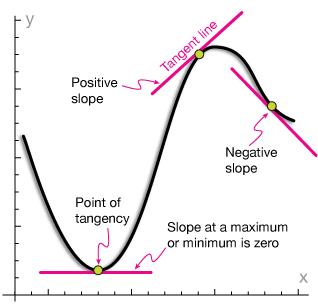 y
Tangent line
Positive
slope
Negative
slope
Point of
tangency
Slope at a maximum
or minimum is zero
x